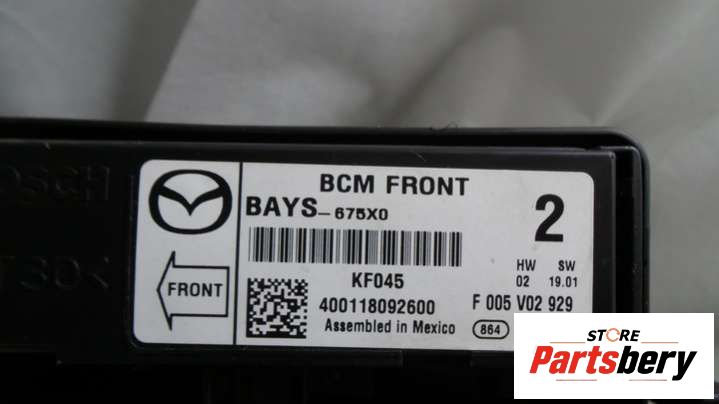 BCM FRONT
BAYS-675X0
2
KF045
HW SW
02 19.01
FRONT
400118092600
F 005 V02 929
Assembled in Mexico
864
STORE
Partsbery